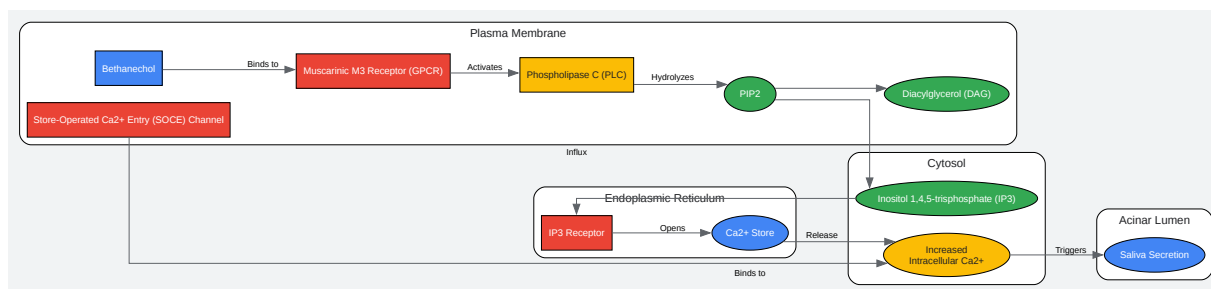 Plasma Membrane
Bethanechol
Binds to
Muscarinic M3 Receptor (GPCR)
Activates
Phospholipase C (PLC)
Hydrolyzes
PIP2
Diacylglycerol (DAG)
Store-Operated Ca2+ Entry (SOCE) Channel
Influx
Cytosol
Inositol 1,4,5-trisphosphate (IP3)
Endoplasmic Reticulum
IP3 Receptor
Opens
Ca2+ Store
Release
Increased
Intracellular Ca2+
Triggers
Acinar Lumen
Saliva Secretion
Binds to